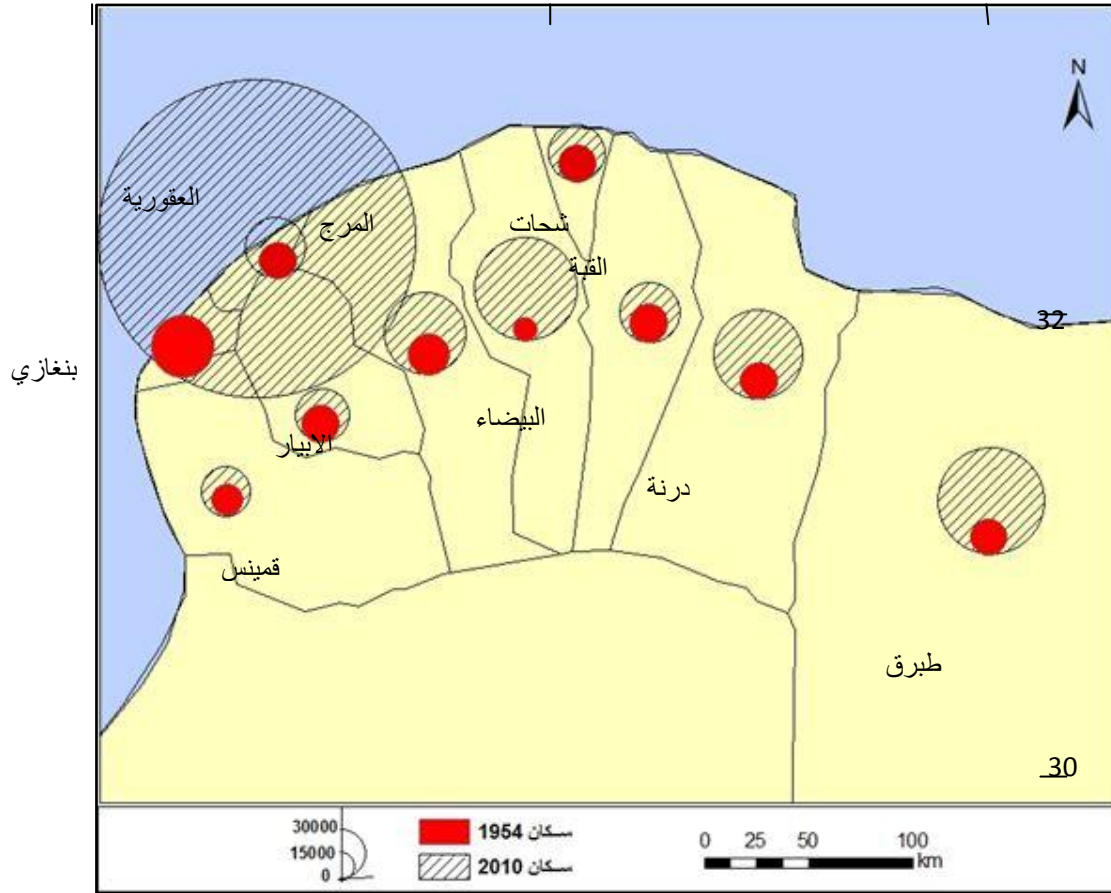 N
العقورية
المرج
شحات
القبة
32
بنغازي
البيضاء
الابيار
درنة
قمينس
طبرق
30
30000
15000
0
سكان 1954
سكان 2010
0 25 50 100
km